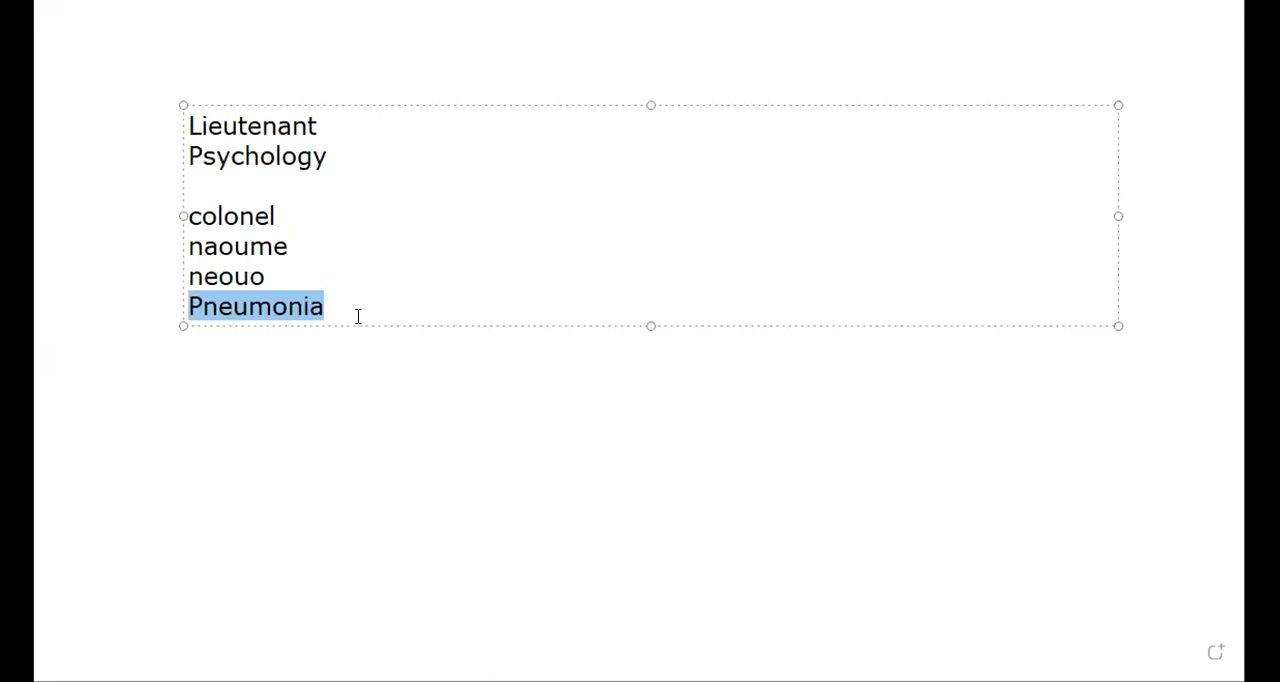 Lieutenant
Psychology
colonel
naoume
neouo
Pneumonia